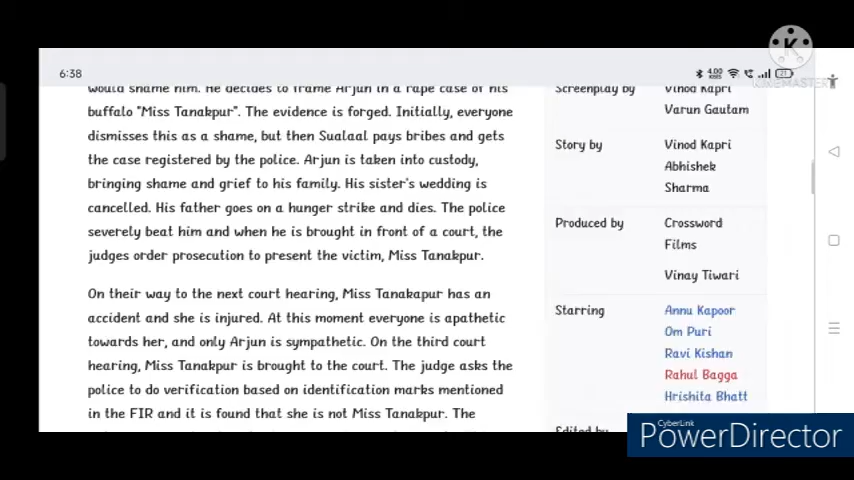 6:38
4.00
21
KINEMASTER
would shame him. He decides to frame Arjun in a rape case of his
buffalo "Miss Tanakpur". The evidence is forged. Initially, everyone
dismisses this as a shame, but then Sualaal pays bribes and gets
the case registered by the police. Arjun is taken into custody,
bringing shame and grief to his family. His sister's wedding is
cancelled. His father goes on a hunger strike and dies. The police
severely beat him and when he is brought in front of a court, the
judges order prosecution to present the victim, Miss Tanakpur.
On their way to the next court hearing, Miss Tanakapur has an
accident and she is injured. At this moment everyone is apathetic
towards her, and only Arjun is sympathetic. On the third court
hearing, Miss Tanakpur is brought to the court. The judge asks the
police to do verification based on identification marks mentioned
in the FIR and it is found that she is not Miss Tanakpur. The
Screenplay by
Vinod Kapri
Varun Gautam
Story by
Vinod Kapri
Abhishek
Sharma
Produced by
Crossword
Films
Vinay Tiwari
Starring
Annu Kapoor
Om Puri
Ravi Kishan
Rahul Bagga
Hrishita Bhatt
Edited by
CyberLink
PowerDirector